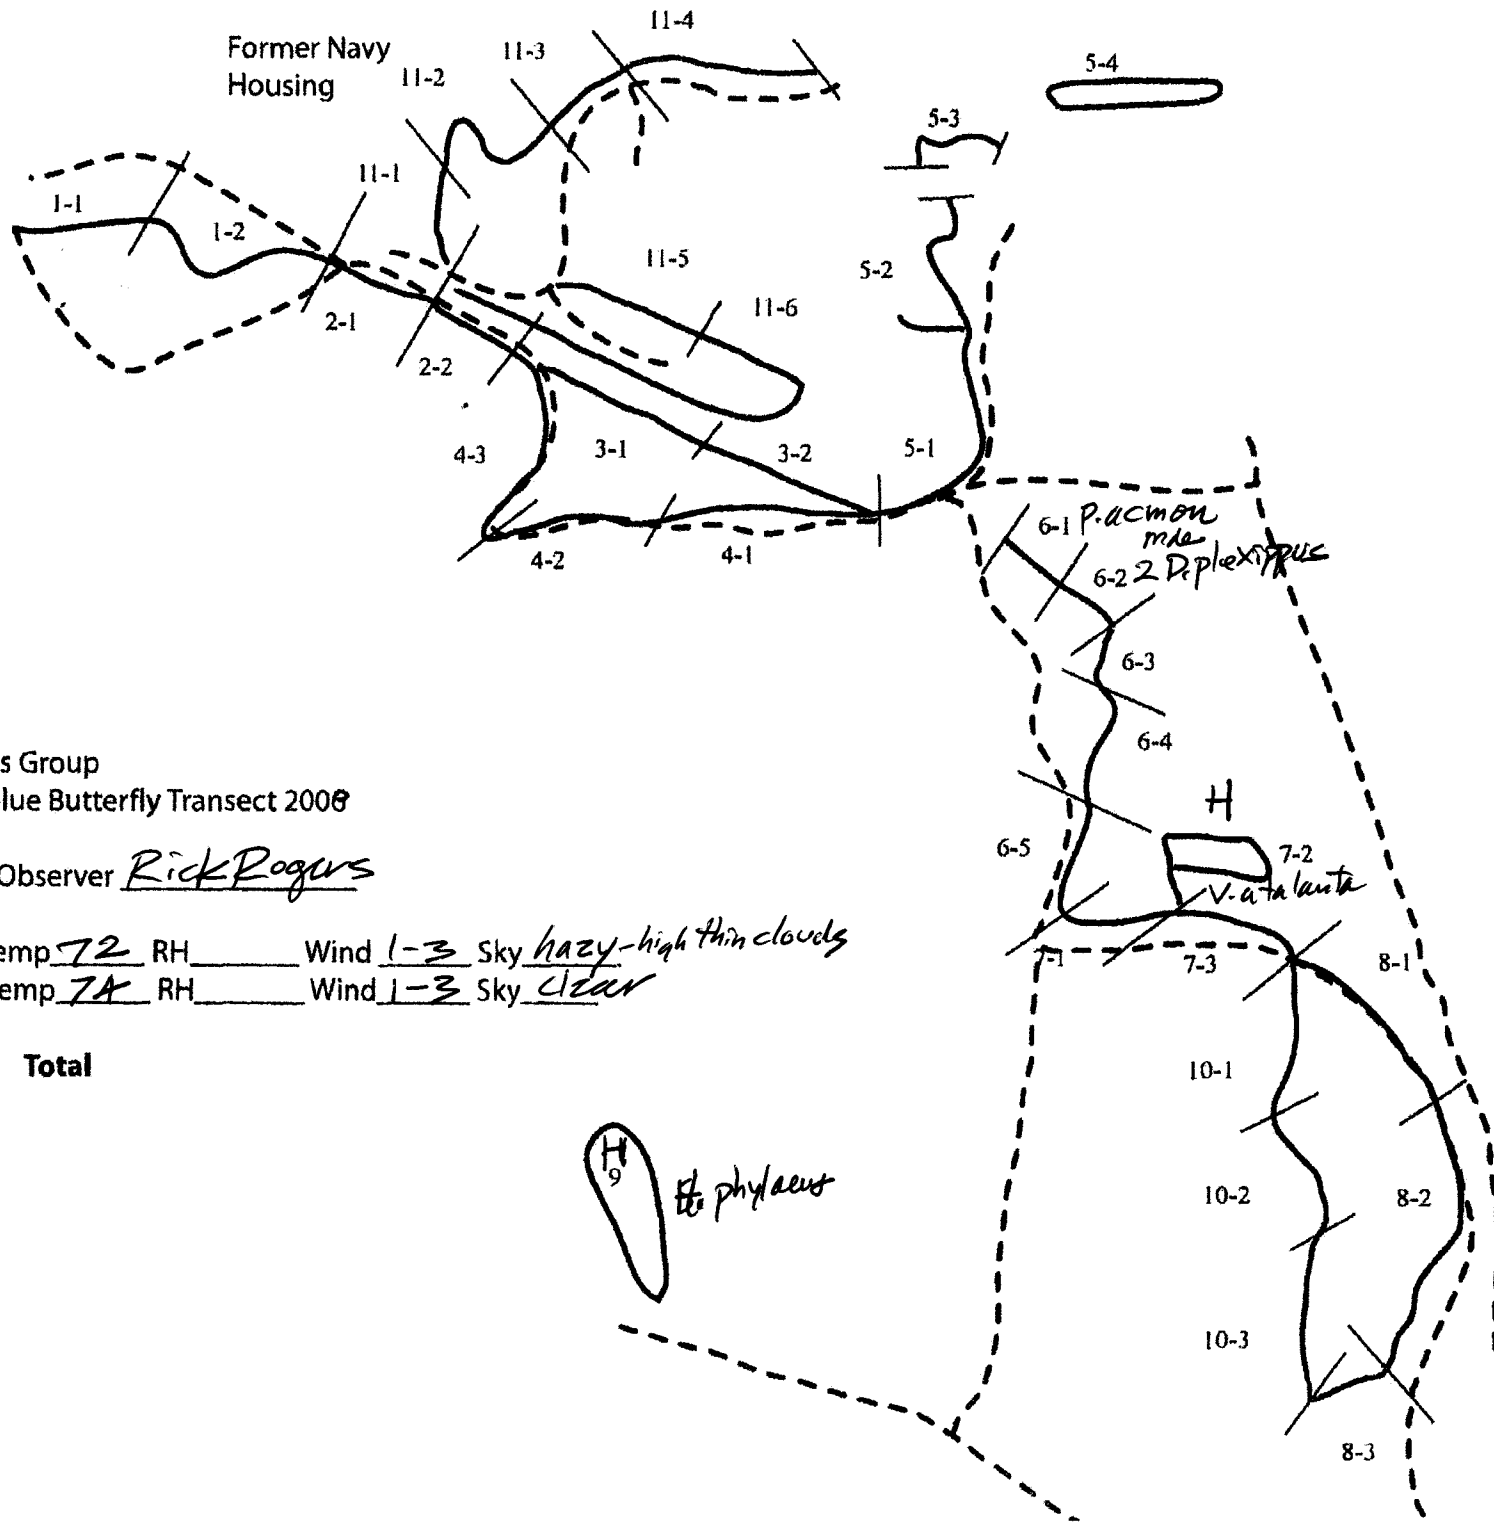 11-4
Former Navy
Housing
11-3
11-2
5-4
5-3
11-1
1-1
1-2
11-5
5-2
11-6
2-1
2-2
4-3
3-1
3-2
5-1
6-1 P. acmon
male
6-2 2 D. plexippus
4-2
4-1
6-3
6-4
s Group
lue Butterfly Transect 2008
H
6-5
7-2
V. atalanta
Observer Rick Rogers
emp 72 RH Wind 1-3 Sky hazy-high thin clouds
emp 74 RH Wind 1-3 Sky clear
7-1
7-3
8-1
Total
10-1
H
9
phylaeus
10-2
8-2
10-3
8-3